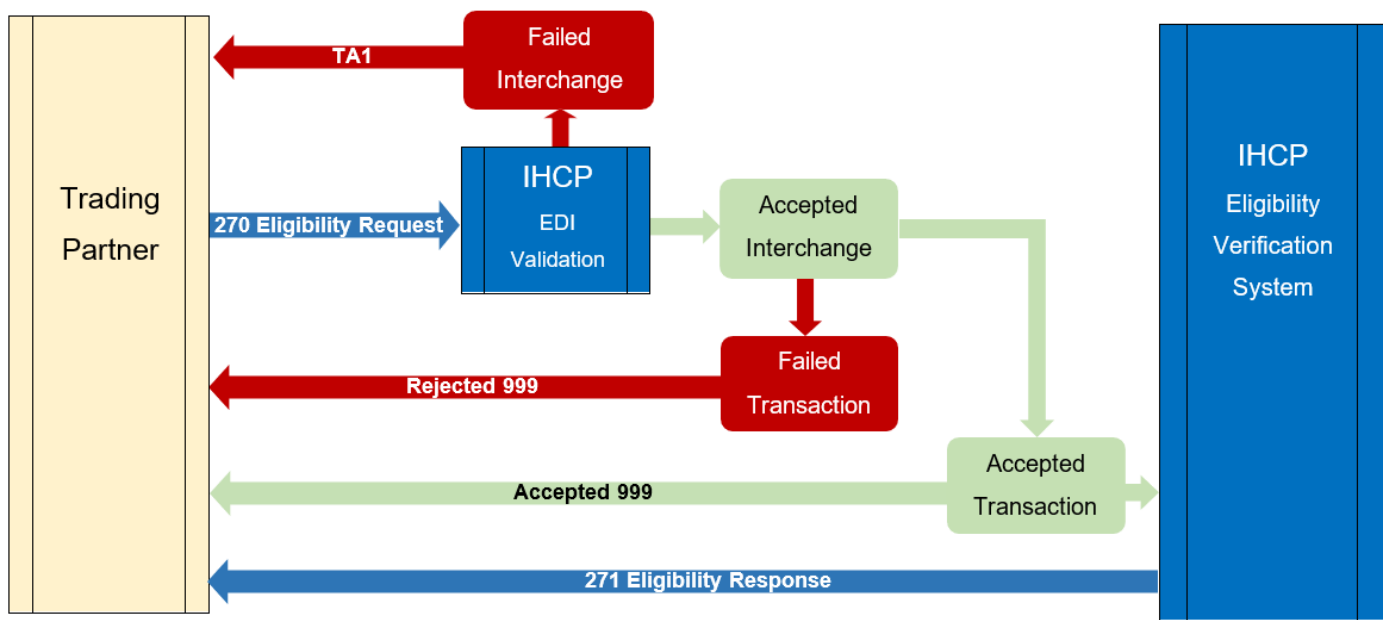 Failed
Interchange
TA1
Trading
Partner
270 Eligibility Request
IHCP
EDI
Validation
Accepted
Interchange
IHCP
Eligibility
Verification
System
Failed
Transaction
Rejected 999
Accepted
Transaction
Accepted 999
271 Eligibility Response